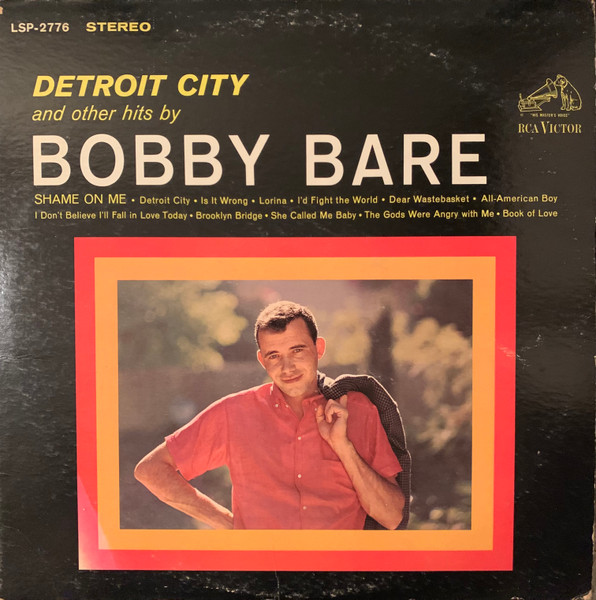 LSP-2776 STEREO
DETROIT CITY
and other hits by
BOBBY BARE
"HIS MASTER'S VOICE"
RCA VICTOR
SHAME ON ME • Detroit City • Is It Wrong • Lorina • I'd Fight the World • Dear Wastebasket • All-American Boy
I Don't Believe I'll Fall in Love Today • Brooklyn Bridge • She Called Me Baby • The Gods Were Angry with Me • Book of Love